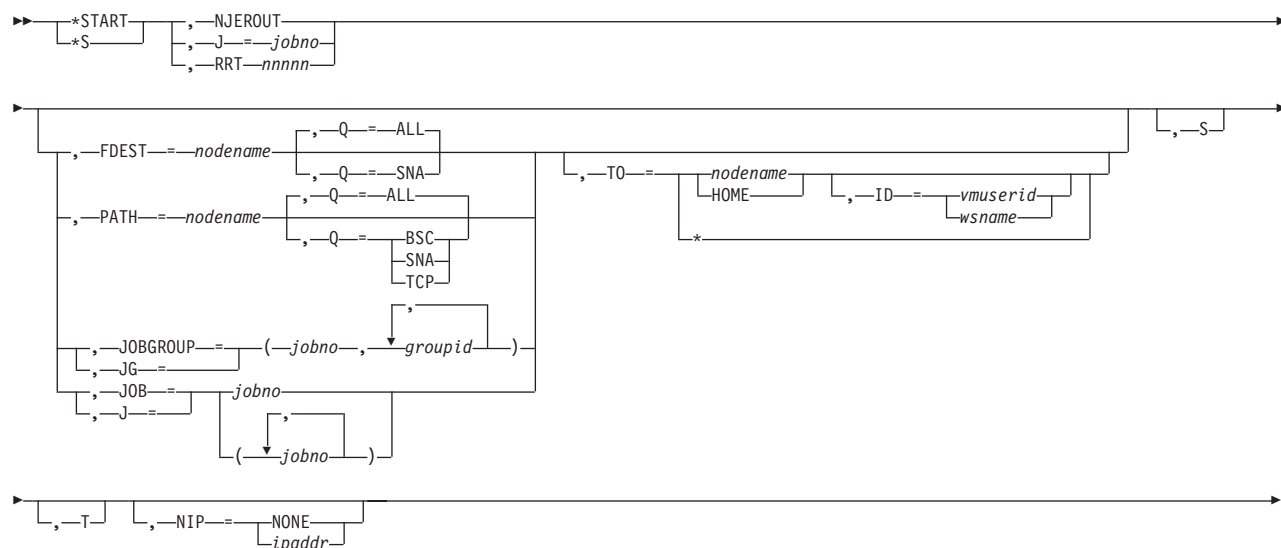 *START , NJEROUT
*S , J = jobno
, RRT nnnnn
, Q = ALL , S
, FDEST = nodename , Q = SNA , TO = nodename
HOME , ID = vmuserid
wsname
*
, Q = ALL
, PATH = nodename , Q = BSC
SNA
TCP
,
, JOBGROUP = ( jobno , groupid )
, JG =
, JOB = jobno
, J =
,
( jobno )
, T , NIP = NONE
ipaddr